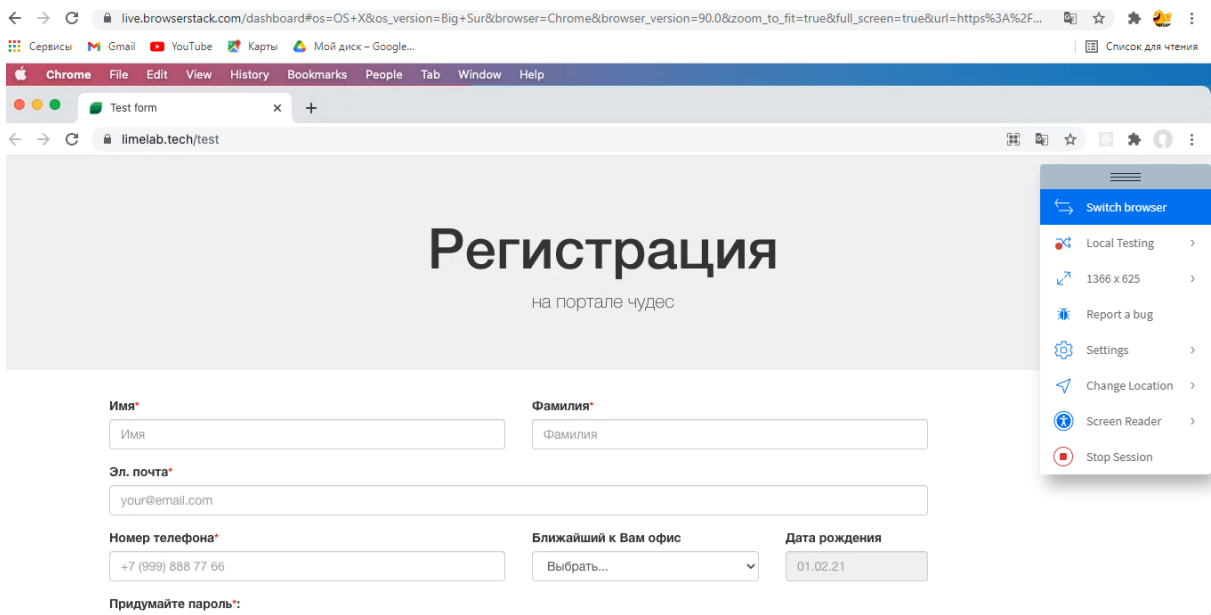 live.browserstack.com/dashboard#os=OS+X&os_version=Big+Sur&browser=Chrome&browser_version=90.0&zoom_to_fit=true&full_screen=true&url=https%3A%2F...
Сервисы Gmail YouTube Карты Мой диск – Google... Список для чтения
Chrome File Edit View History Bookmarks People Tab Window Help
Test form
limelab.tech/test
Регистрация
на портале чудес
Switch browser
Local Testing
1366 x 625
Report a bug
Settings
Change Location
Screen Reader
Stop Session
Имя* Фамилия*
Имя Фамилия
Эл. почта*
your@email.com
Номер телефона* Ближайший к Вам офис Дата рождения
+7 (999) 888 77 66 Выбрать... 01.02.21
Придумайте пароль*: